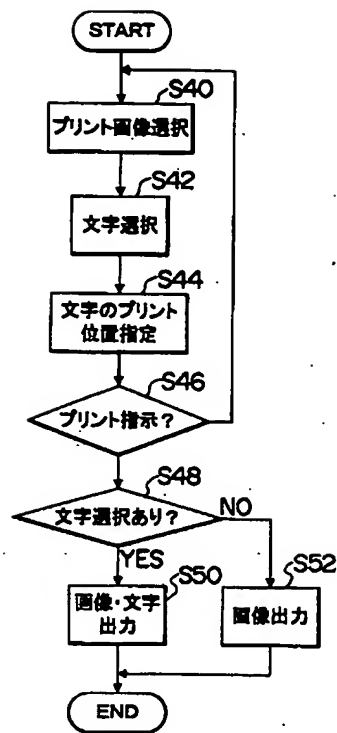 START
S40
プリント画像選択
S42
文字選択
S44
文字のプリント
位置指定
S46
プリント指示?
S48
文字選択あり?
NO
YES
S50
S52
画像・文字
出力
画像出力
END